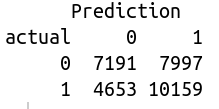 Prediction
actual 0 1
0 7191 7997
1 4653 10159